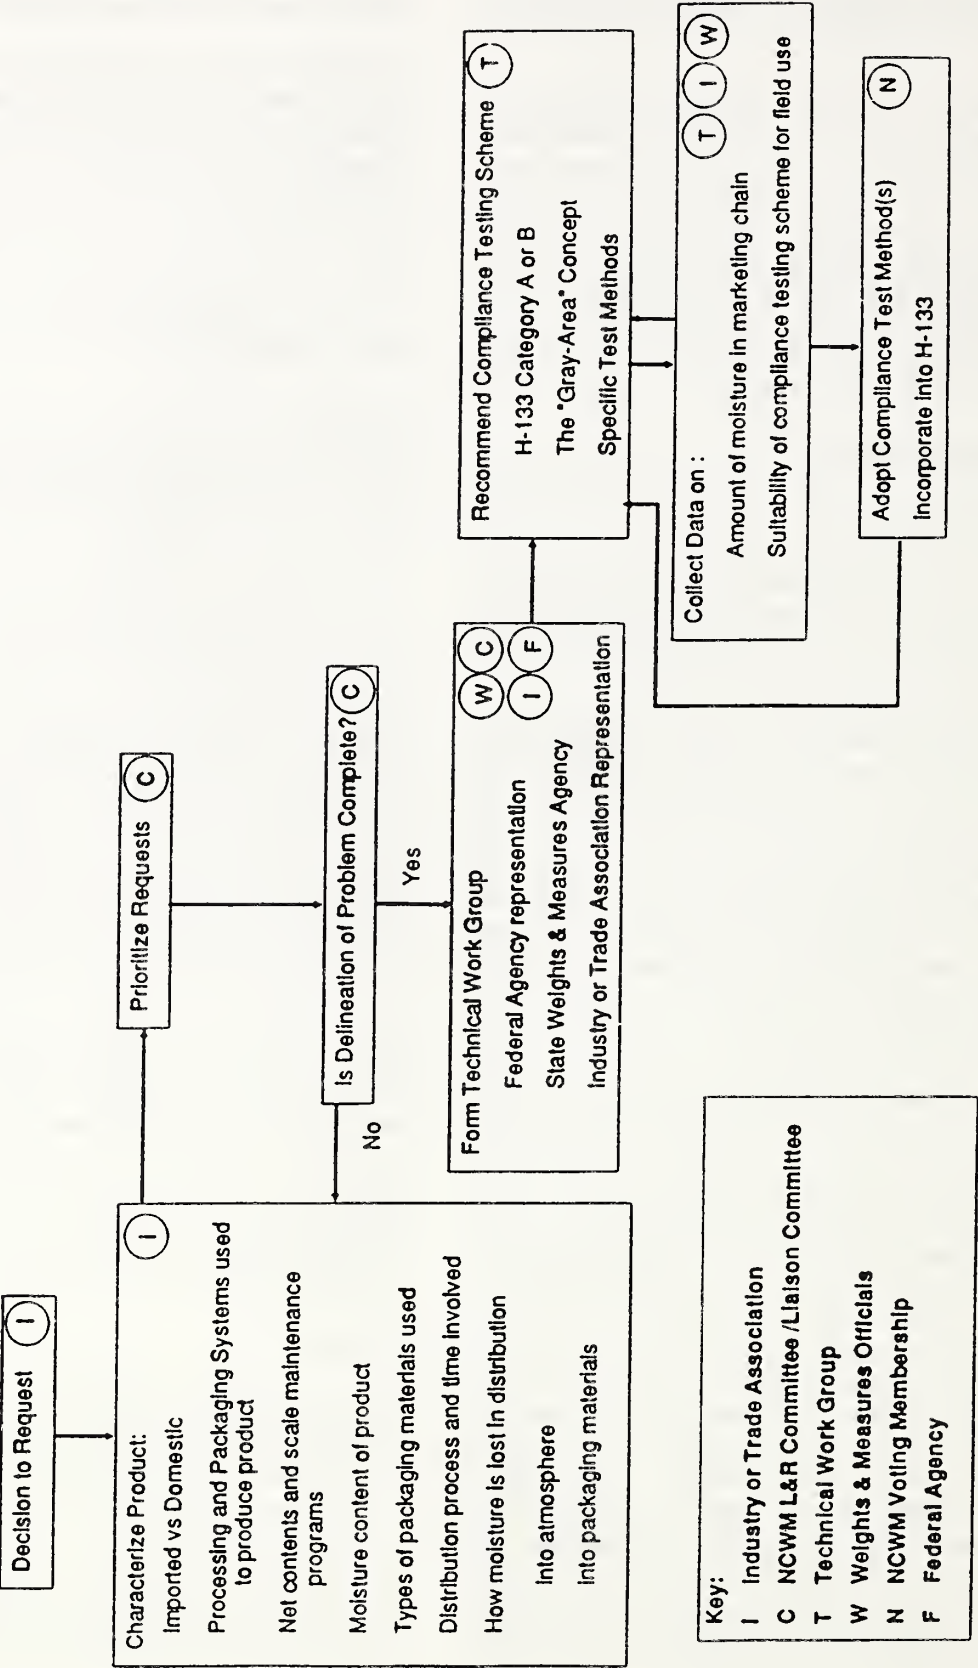 Decision to Request I
Characterize Product: I
Imported vs Domestic
Processing and Packaging Systems used
to produce product
Net contents and scale maintenance
programs
Moisture content of product
Types of packaging materials used
Distribution process and time involved
How moisture is lost in distribution
into atmosphere
into packaging materials
Prioritize Requests C
Is Delineation of Problem Complete? C
No
Yes
Form Technical Work Group W C
I F
Federal Agency representation
State Weights & Measures Agency
Industry or Trade Association Representation
Recommend Compliance Testing Scheme T
H-133 Category A or B
The "Gray-Area" Concept
Specific Test Methods
Collect Data on : T I W
Amount of moisture in marketing chain
Suitability of compliance testing scheme for field use
Adopt Compliance Test Method(s) N
Incorporate into H-133
Key:
I Industry or Trade Association
C NCWM L&R Committee /Liaison Committee
T Technical Work Group
W Weights & Measures Officials
N NCWM Voting Membership
F Federal Agency